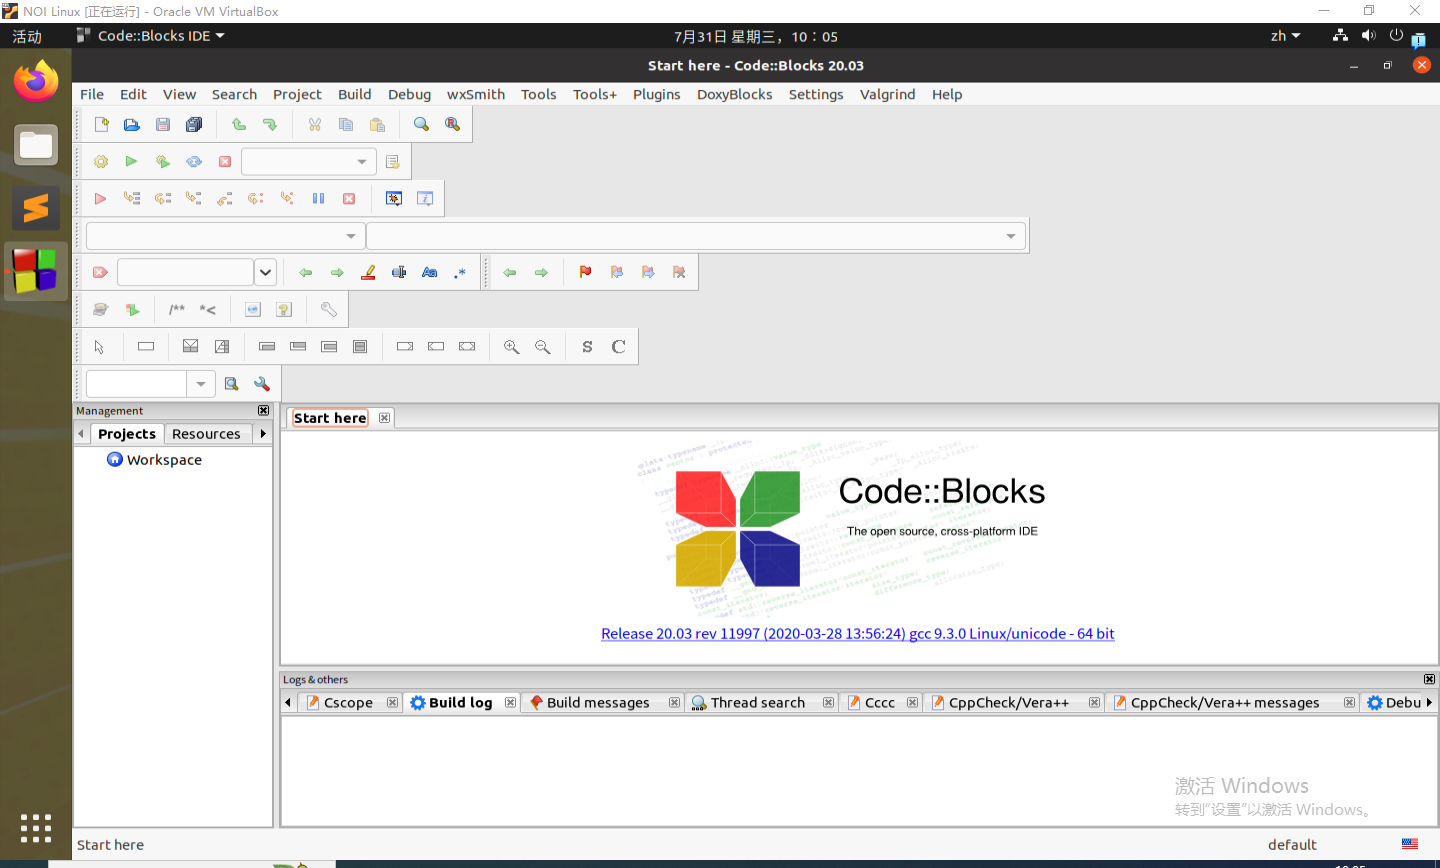 NOI Linux [正在运行] - Oracle VM VirtualBox
活动 Code::Blocks IDE 7月31日 星期三，10：05 zh
Start here - Code::Blocks 20.03
File Edit View Search Project Build Debug wxSmith Tools Tools+ Plugins DoxyBlocks Settings Valgrind Help
/** *<
S C
Management
Projects Resources
Workspace
Start here
Code::Blocks
The open source, cross-platform IDE
Release 20.03 rev 11997 (2020-03-28 13:56:24) gcc 9.3.0 Linux/unicode - 64 bit
Logs & others
Cscope Build log Build messages Thread search Cccc CppCheck/Vera++ CppCheck/Vera++ messages Debu
激活 Windows
转到"设置"以激活 Windows。
Start here default